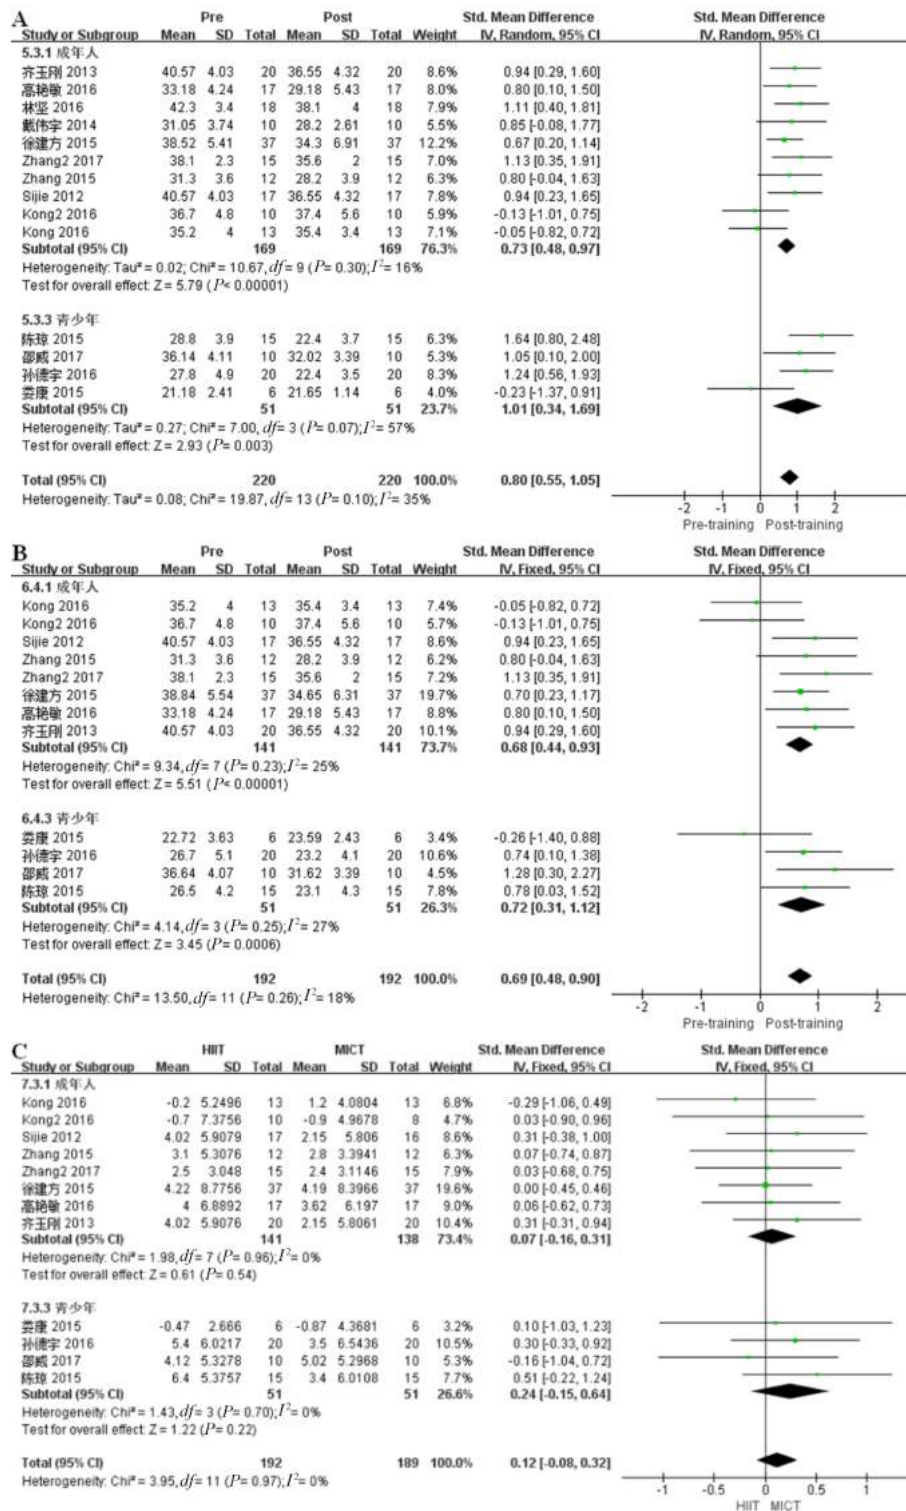 A Pre Post Std. Mean Difference Std. Mean Difference
Study or Subgroup Mean SD Total Mean SD Total Weight IV, Random, 95% CI IV, Random, 95% CI
5.3.1 成年人
齐玉刚 2013 40.57 4.03 20 36.55 4.32 20 8.6% 0.94 [0.29, 1.60]
高艳敏 2016 33.18 4.24 17 29.18 5.43 17 8.0% 0.80 [0.10, 1.50]
林坚 2016 42.3 3.4 18 38.1 4 18 7.8% 1.11 [0.40, 1.81]
戴伟宇 2014 31.05 3.74 10 28.2 2.61 10 5.5% 0.85 [-0.08, 1.77]
徐建方 2015 38.52 5.41 37 34.3 6.91 37 12.2% 0.67 [0.20, 1.14]
Zhang2 2017 38.1 2.3 15 35.6 2 15 7.0% 1.13 [0.35, 1.91]
Zhang 2015 31.3 3.6 12 28.2 3.9 12 6.3% 0.80 [-0.04, 1.63]
Sijie 2012 40.57 4.03 17 36.55 4.32 17 7.8% 0.94 [0.23, 1.65]
Kong2 2016 36.7 4.8 10 37.4 5.6 10 5.9% -0.13 [-1.01, 0.75]
Kong 2016 35.2 4 13 35.4 3.4 13 7.1% -0.05 [-0.82, 0.72]
Subtotal (95% CI) 169 169 76.3% 0.73 [0.48, 0.97]
Heterogeneity: Tau² = 0.02; Chi² = 10.67, df = 9 (P = 0.30); I² = 16%
Test for overall effect: Z = 5.79 (P < 0.00001)
5.3.3 青少年
陈琼 2015 28.8 3.9 15 22.4 3.7 15 6.3% 1.64 [0.80, 2.48]
邵威 2017 36.14 4.11 10 32.02 3.39 10 5.3% 1.05 [0.10, 2.00]
孙德宇 2016 27.8 4.9 20 22.4 3.5 20 8.3% 1.24 [0.56, 1.93]
娄康 2015 21.18 2.41 6 21.65 1.14 6 4.0% -0.23 [-1.37, 0.91]
Subtotal (95% CI) 51 51 23.7% 1.01 [0.34, 1.69]
Heterogeneity: Tau² = 0.27; Chi² = 7.00, df = 3 (P = 0.07); I² = 57%
Test for overall effect: Z = 2.93 (P = 0.003)
Total (95% CI) 220 220 100.0% 0.80 [0.55, 1.05]
Heterogeneity: Tau² = 0.08; Chi² = 19.87, df = 13 (P = 0.10); I² = 35%
-2 -1 0 1 2
Pre-training Post-training
B Pre Post Std. Mean Difference Std. Mean Difference
Study or Subgroup Mean SD Total Mean SD Total Weight IV, Fixed, 95% CI IV, Fixed, 95% CI
6.4.1 成年人
Kong 2016 35.2 4 13 35.4 3.4 13 7.4% -0.05 [-0.82, 0.72]
Kong2 2016 36.7 4.8 10 37.4 5.6 10 5.7% -0.13 [-1.01, 0.75]
Sijie 2012 40.57 4.03 17 36.55 4.32 17 8.6% 0.94 [0.23, 1.65]
Zhang 2015 31.3 3.6 12 28.2 3.9 12 6.2% 0.80 [-0.04, 1.63]
Zhang2 2017 38.1 2.3 15 35.6 2 15 7.2% 1.13 [0.35, 1.91]
徐建方 2015 38.84 5.54 37 34.65 6.31 37 19.7% 0.70 [0.23, 1.17]
高艳敏 2016 33.18 4.24 17 29.18 5.43 17 8.8% 0.80 [0.10, 1.50]
齐玉刚 2013 40.57 4.03 20 36.55 4.32 20 10.1% 0.94 [0.29, 1.60]
Subtotal (95% CI) 141 141 73.7% 0.68 [0.44, 0.93]
Heterogeneity: Chi² = 9.34, df = 7 (P = 0.23); I² = 25%
Test for overall effect: Z = 5.51 (P < 0.00001)
6.4.3 青少年
娄康 2015 22.72 3.63 6 23.59 2.43 6 3.4% -0.26 [-1.40, 0.88]
孙德宇 2016 26.7 5.1 20 23.2 4.1 20 10.6% 0.74 [0.10, 1.38]
邵威 2017 36.64 4.07 10 31.62 3.39 10 4.5% 1.28 [0.30, 2.27]
陈琼 2015 26.5 4.2 15 23.1 4.3 15 7.8% 0.78 [0.03, 1.52]
Subtotal (95% CI) 51 51 26.3% 0.72 [0.31, 1.12]
Heterogeneity: Chi² = 4.14, df = 3 (P = 0.25); I² = 27%
Test for overall effect: Z = 3.45 (P = 0.0006)
Total (95% CI) 192 192 100.0% 0.69 [0.48, 0.90]
Heterogeneity: Chi² = 13.50, df = 11 (P = 0.26); I² = 18%
-2 -1 0 1 2
Pre-training Post-training
C HIIT MICT Std. Mean Difference Std. Mean Difference
Study or Subgroup Mean SD Total Mean SD Total Weight IV, Fixed, 95% CI IV, Fixed, 95% CI
7.3.1 成年人
Kong 2016 -0.2 5.2496 13 1.2 4.0804 13 6.8% -0.29 [-1.06, 0.49]
Kong2 2016 -0.7 7.3756 10 -0.9 4.9678 8 4.7% 0.03 [-0.90, 0.96]
Sijie 2012 4.02 5.9079 17 2.15 5.806 16 8.6% 0.31 [-0.38, 1.00]
Zhang 2015 3.1 5.3076 12 2.8 3.3941 12 6.3% 0.07 [-0.74, 0.87]
Zhang2 2017 2.5 3.048 15 2.4 3.1146 15 7.9% 0.03 [-0.68, 0.75]
徐建方 2015 4.22 8.7756 37 4.19 8.3966 37 19.6% 0.00 [-0.45, 0.46]
高艳敏 2016 4 6.8892 17 3.62 6.197 17 9.0% 0.06 [-0.62, 0.73]
齐玉刚 2013 4.02 5.9076 20 2.15 5.8061 20 10.4% 0.31 [-0.31, 0.94]
Subtotal (95% CI) 141 138 73.4% 0.07 [-0.16, 0.31]
Heterogeneity: Chi² = 1.98, df = 7 (P = 0.96); I² = 0%
Test for overall effect: Z = 0.61 (P = 0.54)
7.3.3 青少年
娄康 2015 -0.47 2.666 6 -0.87 4.3681 6 3.2% 0.10 [-1.03, 1.23]
孙德宇 2016 5.4 6.0217 20 3.5 6.5436 20 10.5% 0.30 [-0.33, 0.92]
邵威 2017 4.12 5.3278 10 5.02 5.2968 10 5.3% -0.16 [-1.04, 0.72]
陈琼 2015 6.4 5.3757 15 3.4 6.0108 15 7.7% 0.51 [-0.22, 1.24]
Subtotal (95% CI) 51 51 26.6% 0.24 [-0.15, 0.64]
Heterogeneity: Chi² = 1.43, df = 3 (P = 0.70); I² = 0%
Test for overall effect: Z = 1.22 (P = 0.22)
Total (95% CI) 192 189 100.0% 0.12 [-0.08, 0.32]
Heterogeneity: Chi² = 3.95, df = 11 (P = 0.97); I² = 0%
-1 -0.5 0 0.5 1
HIIT MICT